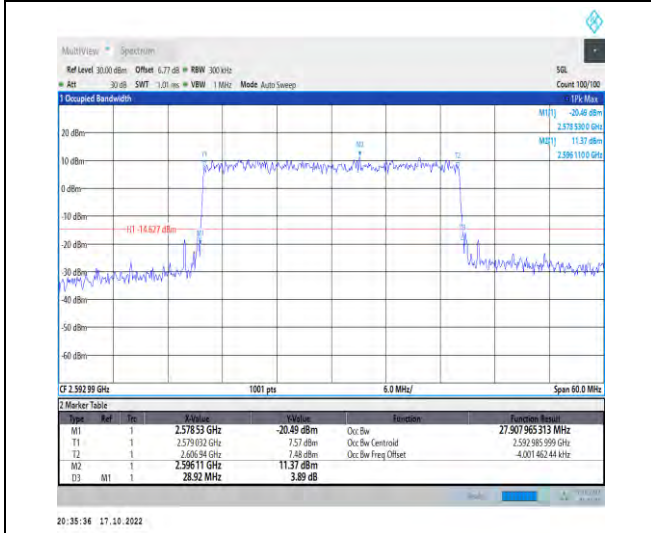 MultiView Spectrum
Ref Level 30.00 dBm Offset 6.77 dB RBW 300 kHz SGL
Att 30 dB SWT 1.01 ms VBW 1 MHz Mode Auto Sweep Count 100/100
1 Occupied Bandwidth 1Pk Max
M1[1] -20.49 dBm
2.578 530 0 GHz
M2[1] 11.37 dBm
2.596 110 0 GHz
20 dBm
10 dBm
0 dBm
-10 dBm
H1 -14.627 dBm
-20 dBm
-30 dBm
-40 dBm
-50 dBm
-60 dBm
T1
M2
T2
M1
CF 2.592 99 GHz 1001 pts 6.0 MHz/ Span 60.0 MHz
2 Marker Table
Type Ref Trc X-Value Y-Value Function Function Result
M1 1 2.578 53 GHz -20.49 dBm Occ Bw 27.907 965 313 MHz
T1 1 2.579 032 GHz 7.57 dBm Occ Bw Centroid 2.592 985 999 GHz
T2 1 2.606 94 GHz 7.48 dBm Occ Bw Freq Offset -4.001 462 44 kHz
M2 1 2.596 11 GHz 11.37 dBm
D3 M1 1 28.92 MHz 3.89 dB
20:35:36 17.10.2022